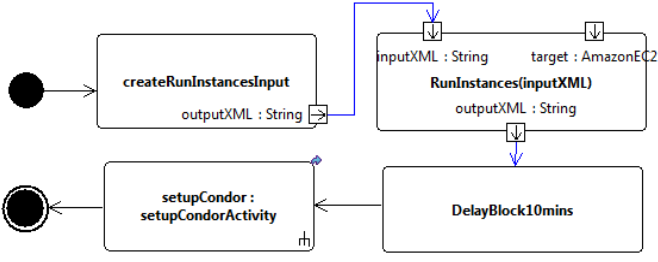 createRunInstancesInput
outputXML : String
inputXML : String
target : AmazonEC2
RunInstances(inputXML)
outputXML : String
setupCondor :
setupCondorActivity
DelayBlock10mins